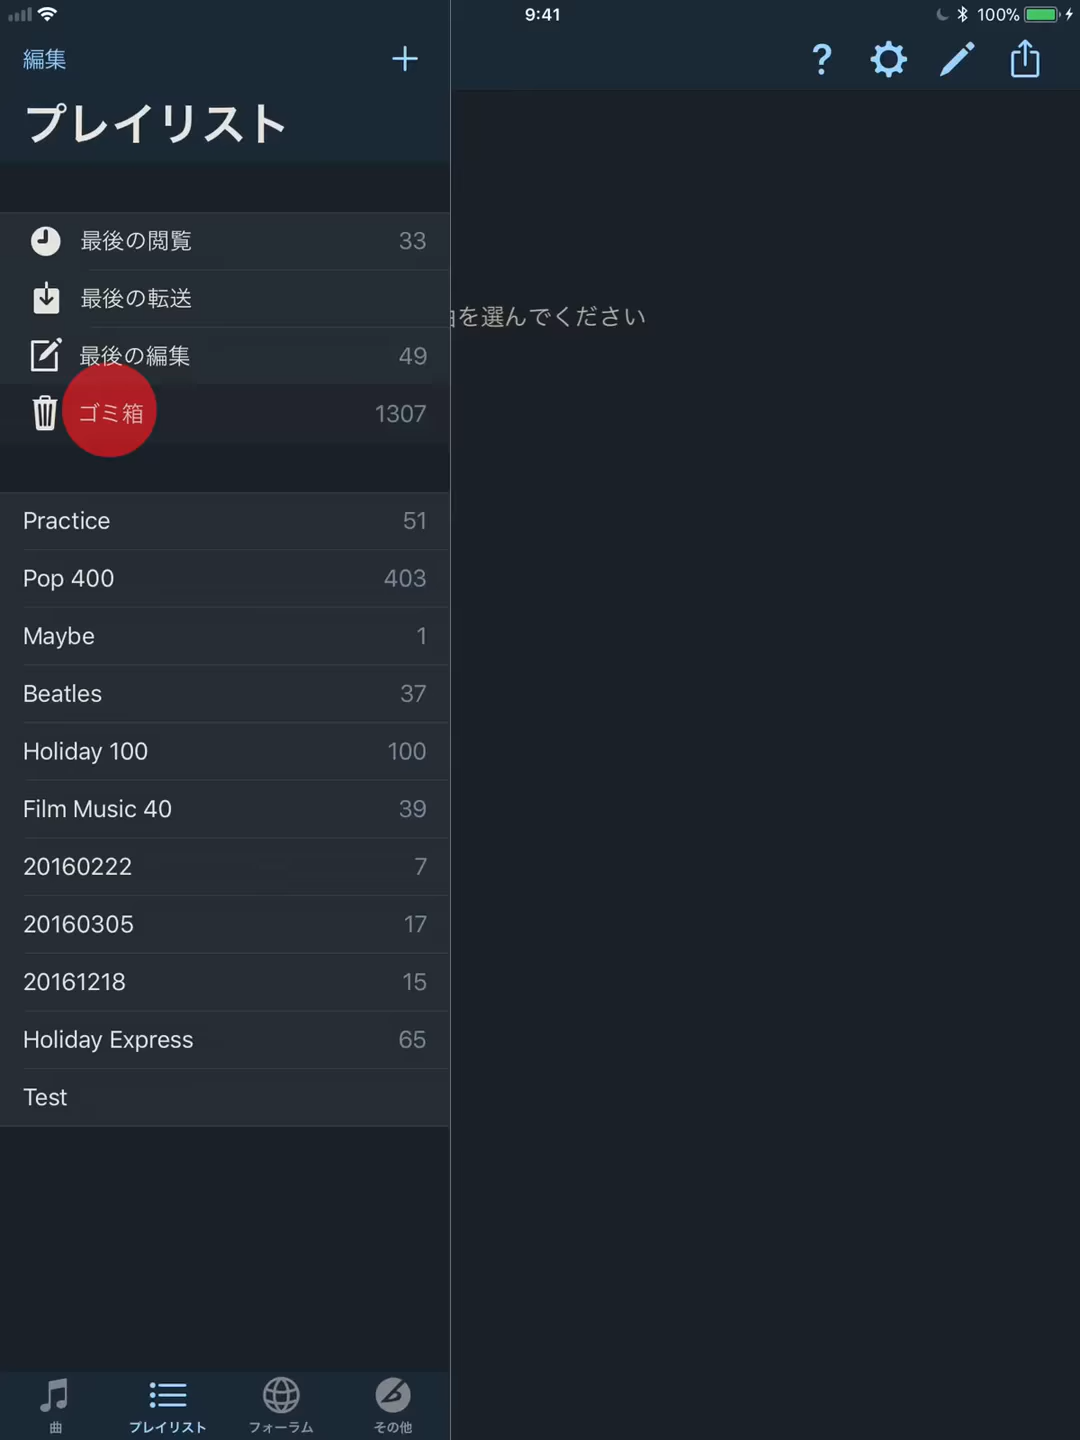 9:41
100%
編集
?
プレイリスト
最後の閲覧 33
最後の転送
を選んでください
最後の編集 49
ゴミ箱 1307
Practice 51
Pop 400 403
Maybe 1
Beatles 37
Holiday 100 100
Film Music 40 39
20160222 7
20160305 17
20161218 15
Holiday Express 65
Test
曲 プレイリスト フォーラム その他